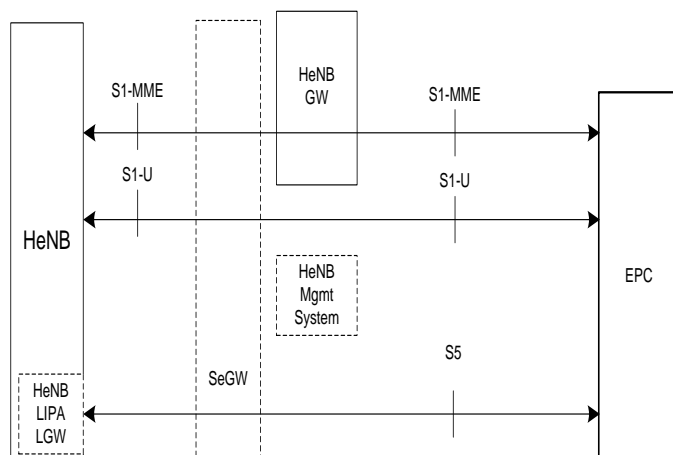 HeNB
GW
S1-MME
S1-MME
S1-U
S1-U
HeNB
EPC
HeNB
Mgmt
System
S5
SeGW
HeNB
LIPA
LGW